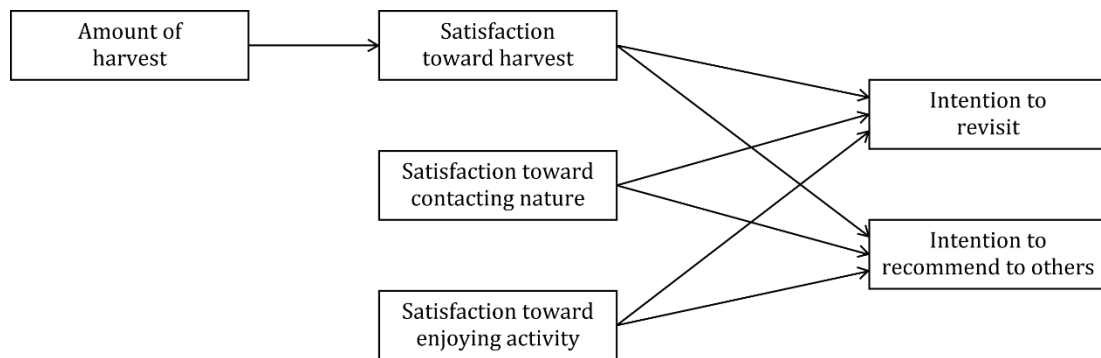 Amount of
harvest
Satisfaction
toward harvest
Intention to
revisit
Satisfaction toward
contacting nature
Intention to
recommend to others
Satisfaction toward
enjoying activity